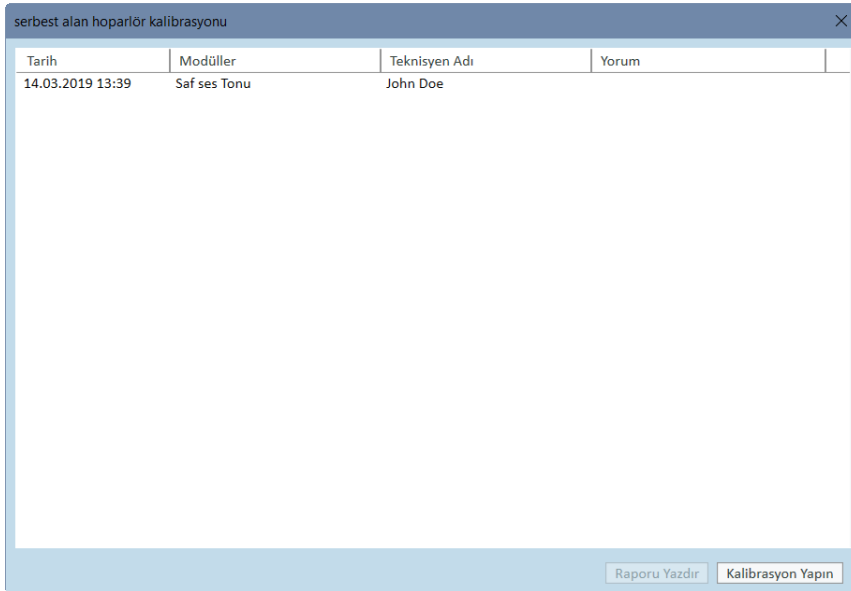 serbest alan hoparlör kalibrasyonu
Tarih Modüller Teknisyen Adı Yorum
14.03.2019 13:39 Saf ses Tonu John Doe
Raporu Yazdır Kalibrasyon Yapın